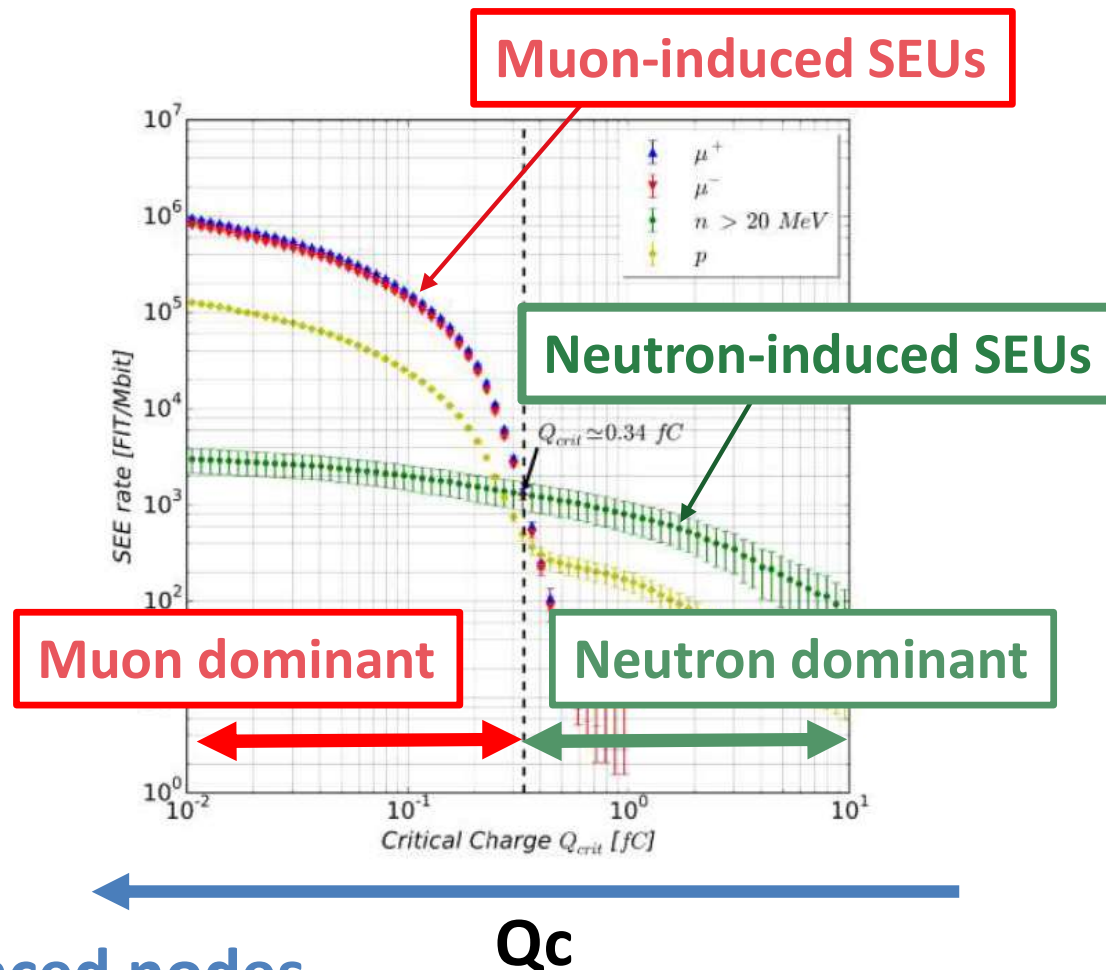 Muon-induced SEUs
10^7
μ^+
μ^-
n > 20 MeV
p
10^6
10^5
Neutron-induced SEUs
10^4
Q_crit≃0.34 fC
SEE rate [FIT/Mbit]
10^3
10^2
Muon dominant
Neutron dominant
10^0
10^-2
10^-1
10^0
10^1
Critical Charge Q_crit [fC]
Qc
nodes